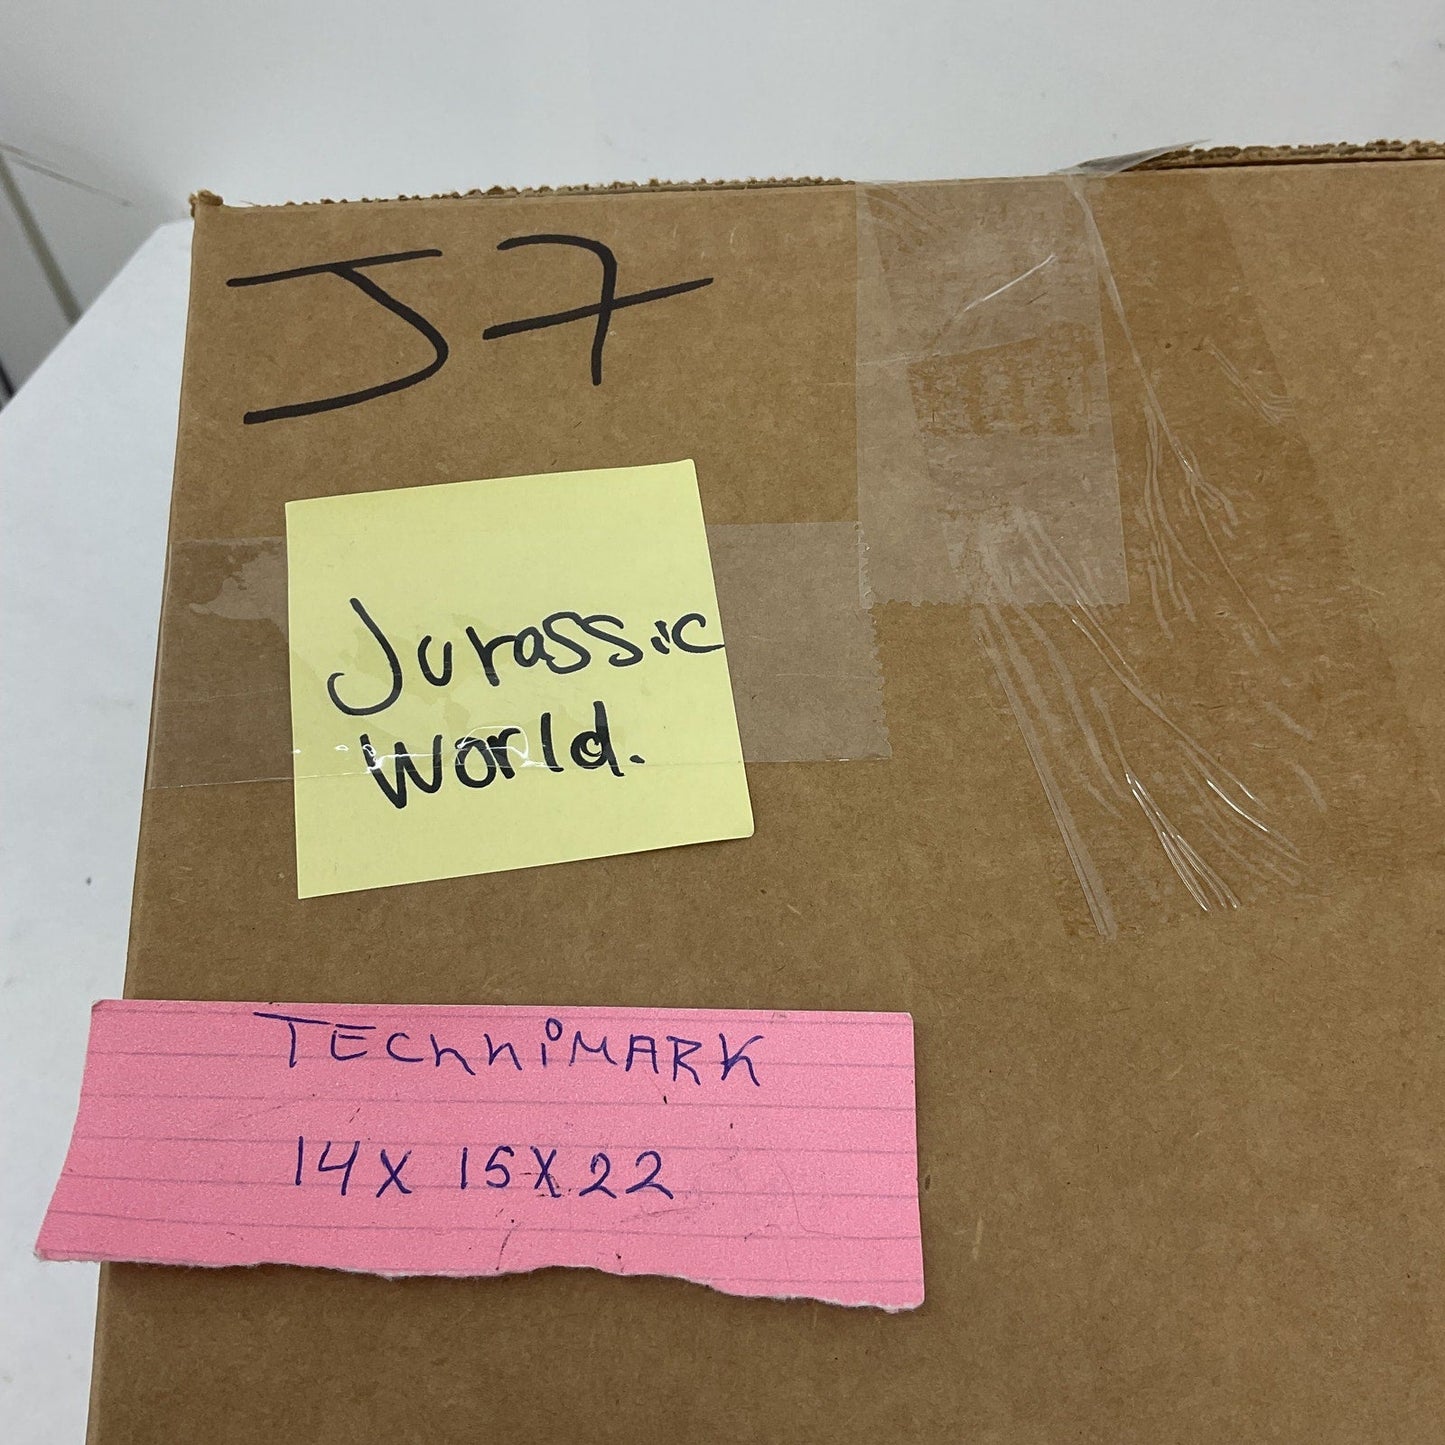 J7
Jurassic
World.
TECHNiMARK
14X 15X22